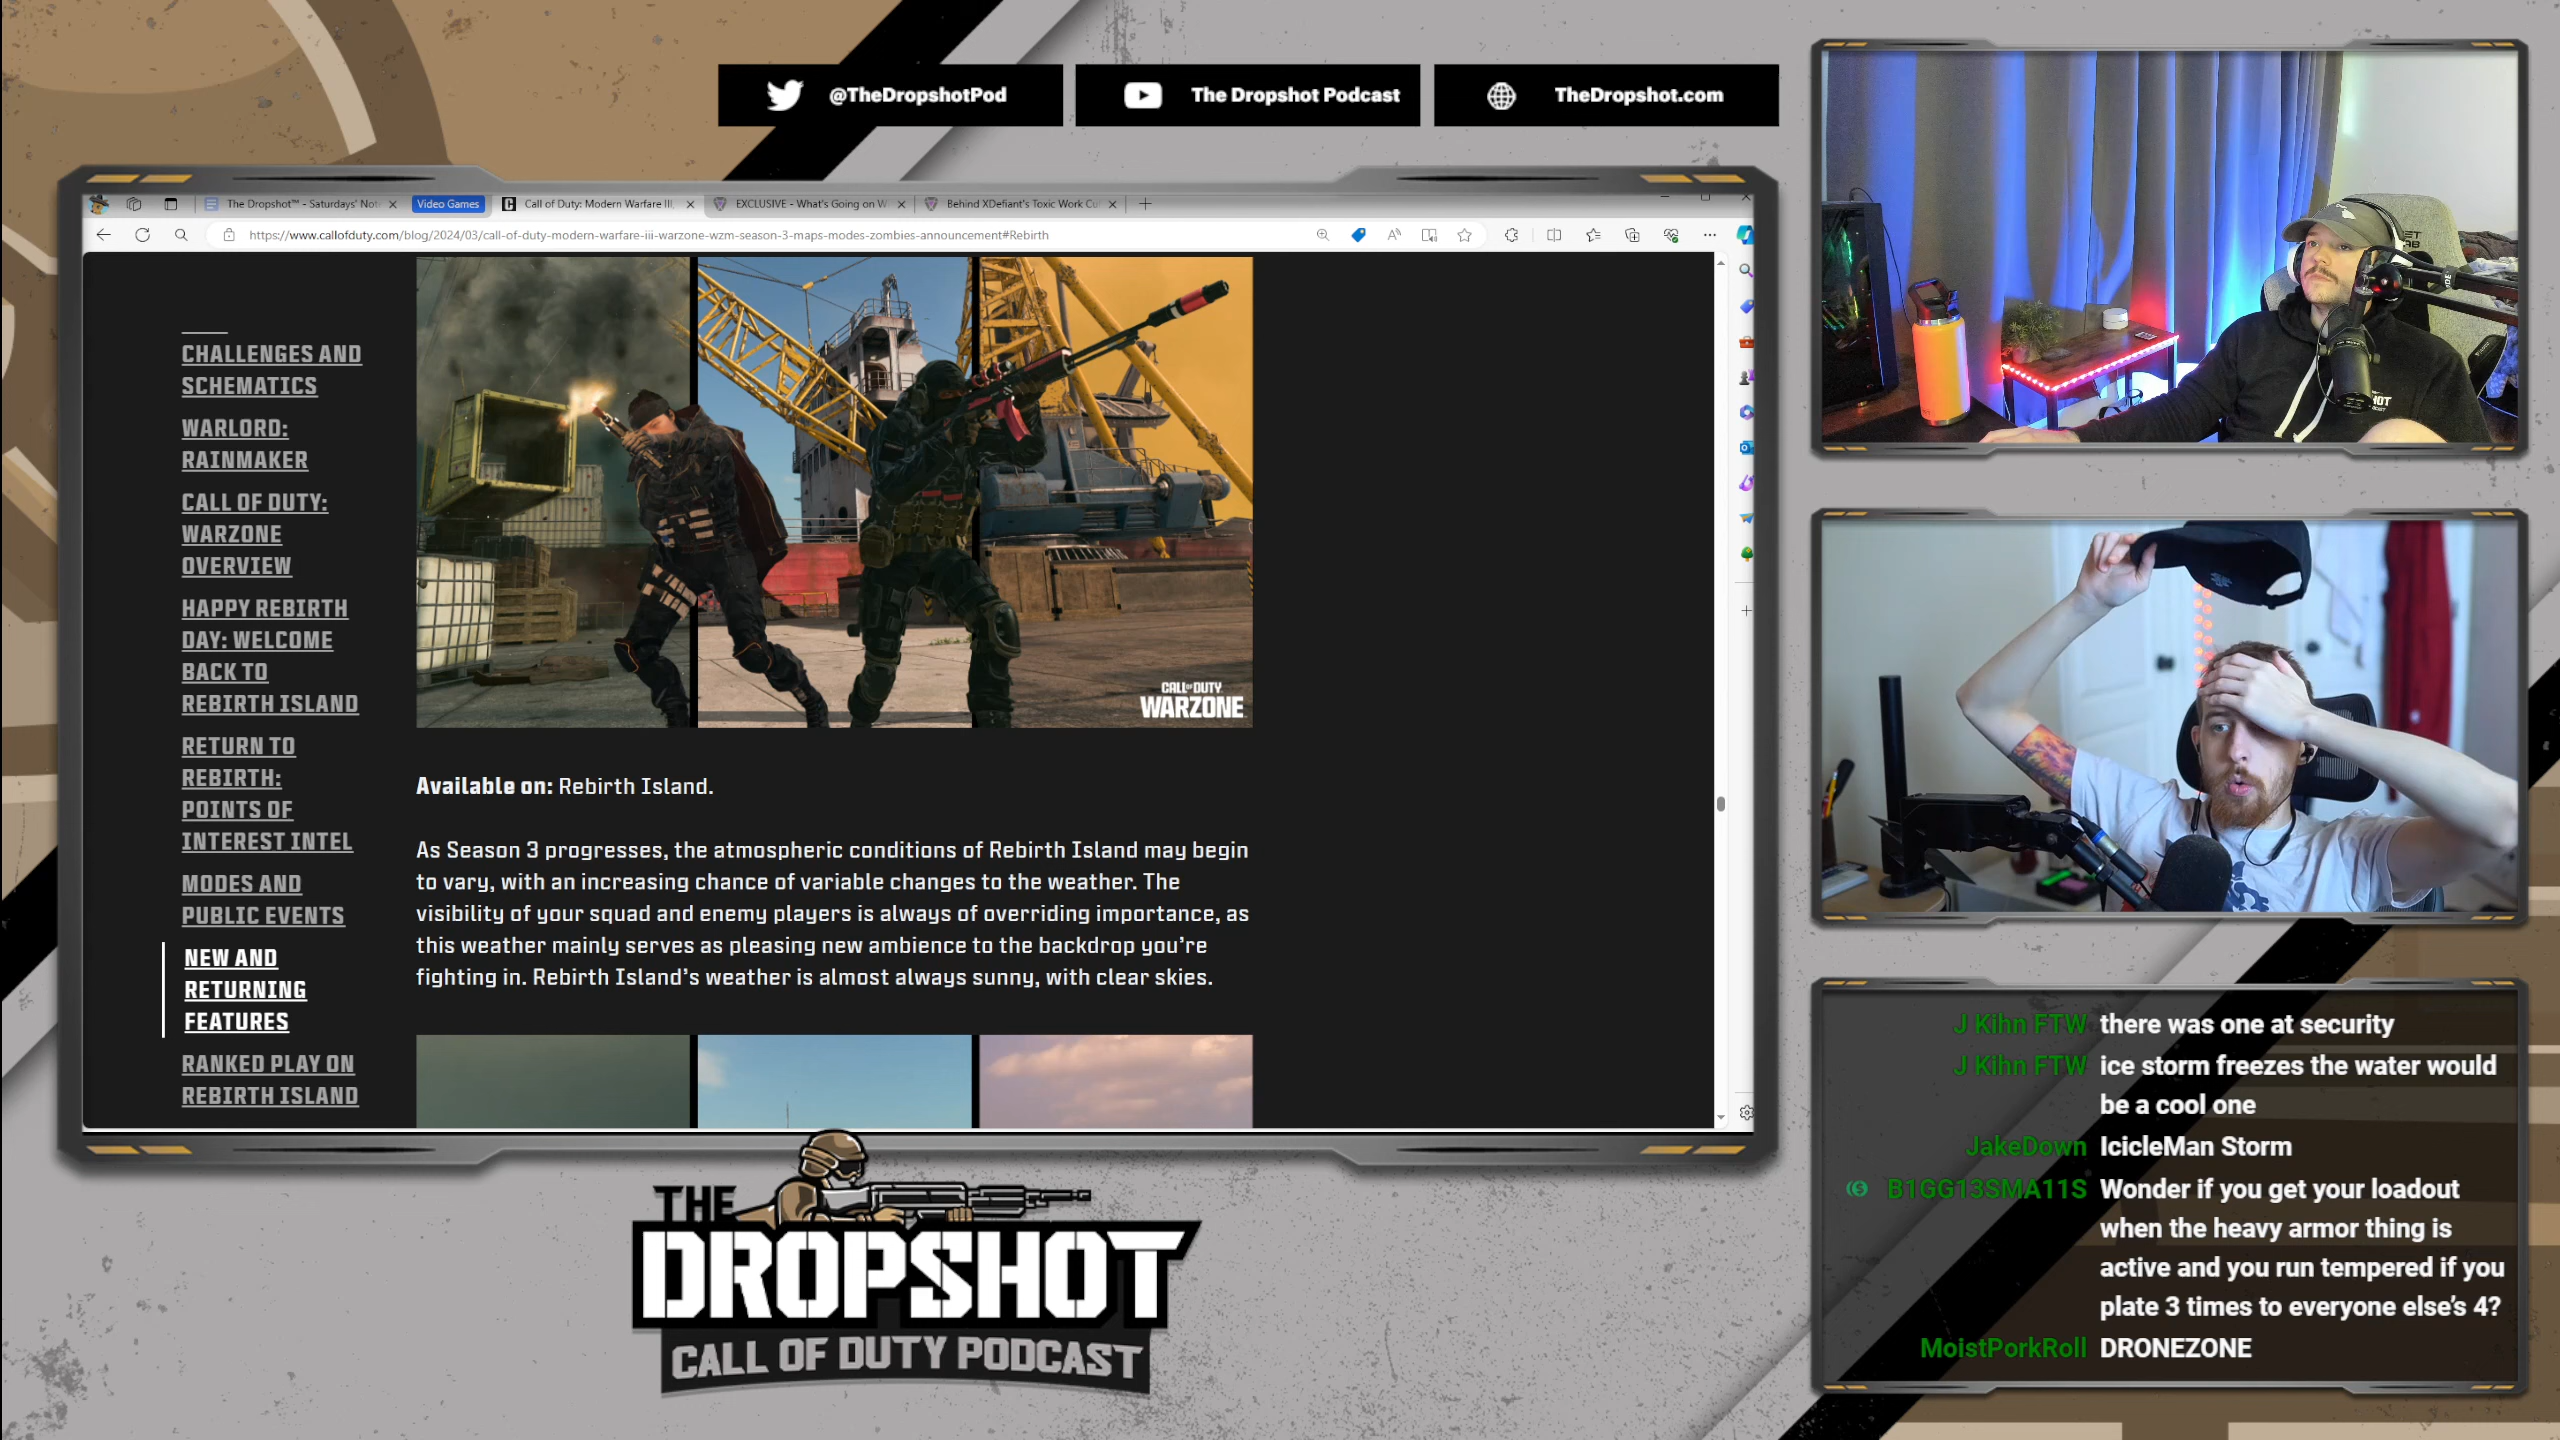 @TheDropshotPod
The Dropshot Podcast
TheDropshot.com
The Dropshot™ - Saturdays' Not
Video Games
Call of Duty: Modern Warfare III,
EXCLUSIVE - What's Going on W
Behind XDefiant's Toxic Work Cu
https://www.callofduty.com/blog/2024/03/call-of-duty-modern-warfare-iii-warzone-wzm-season-3-maps-modes-zombies-announcement#Rebirth
CHALLENGES AND
SCHEMATICS
WARLORD:
RAINMAKER
CALL OF DUTY:
WARZONE
OVERVIEW
HAPPY REBIRTH
DAY: WELCOME
BACK TO
REBIRTH ISLAND
RETURN TO
REBIRTH:
POINTS OF
INTEREST INTEL
MODES AND
PUBLIC EVENTS
NEW AND
RETURNING
FEATURES
RANKED PLAY ON
REBIRTH ISLAND
CALL OF DUTY
WARZONE
Available on: Rebirth Island.
As Season 3 progresses, the atmospheric conditions of Rebirth Island may begin
to vary, with an increasing chance of variable changes to the weather. The
visibility of your squad and enemy players is always of overriding importance, as
this weather mainly serves as pleasing new ambience to the backdrop you're
fighting in. Rebirth Island's weather is almost always sunny, with clear skies.
THE
DROPSHOT
CALL OF DUTY PODCAST
J Kihn FTW there was one at security
J Kihn FTW ice storm freezes the water would
be a cool one
JakeDown IcicleMan Storm
B1GG13SMA11S Wonder if you get your loadout
when the heavy armor thing is
active and you run tempered if you
plate 3 times to everyone else's 4?
MoistPorkRoll DRONEZONE